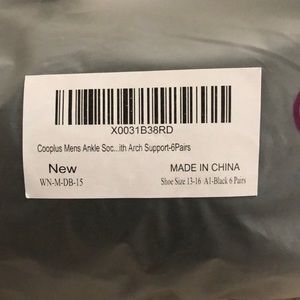 X0031B38RD
Cooplus Mens Ankle Soc...ith Arch Support-6Pairs
New MADE IN CHINA
WN-M-DB-15 Shoe Size 13-16 A1-Black 6 Pairs